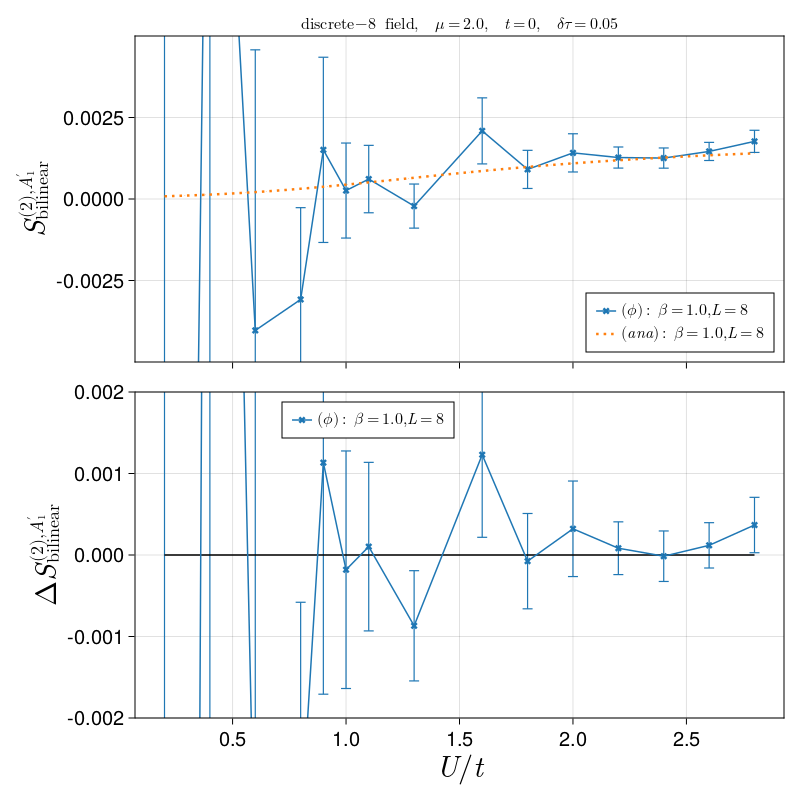 discrete−8 field, μ = 2.0, t = 0, δτ = 0.05
0.0025
0.0000
-0.0025
S^{(2),A_1^′}_{bilinear}
(ϕ) : β = 1.0,L = 8
(ana) : β = 1.0,L = 8
0.002
0.001
0.000
-0.001
-0.002
ΔS^{(2),A_1^′}_{bilinear}
(ϕ) : β = 1.0,L = 8
0.5 1.0 1.5 2.0 2.5
U/t